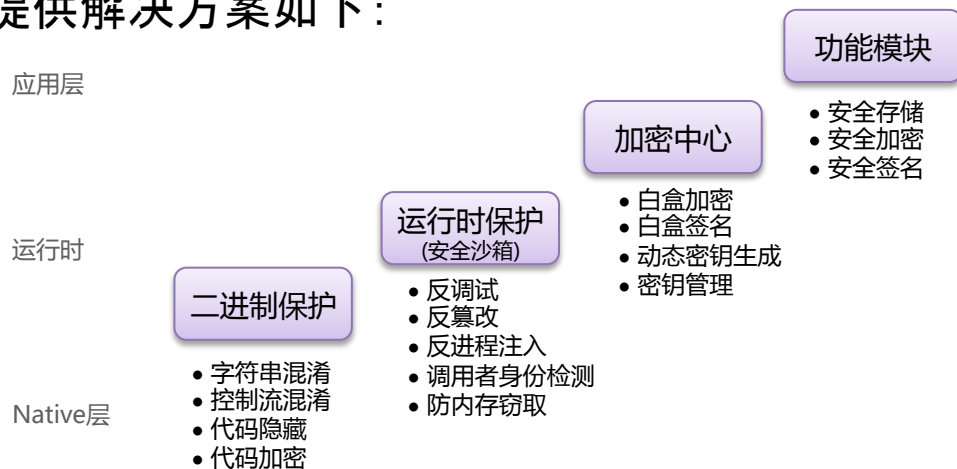 提供解决方案如下:
功能模块
应用层
• 安全存储
• 安全加密
• 安全签名
加密中心
• 白盒加密
• 白盒签名
• 动态密钥生成
• 密钥管理
运行时保护
(安全沙箱)
运行时
• 反调试
• 反篡改
• 反进程注入
• 调用者身份检测
• 防内存窃取
二进制保护
• 字符串混淆
• 控制流混淆
• 代码隐藏
• 代码加密
Native层